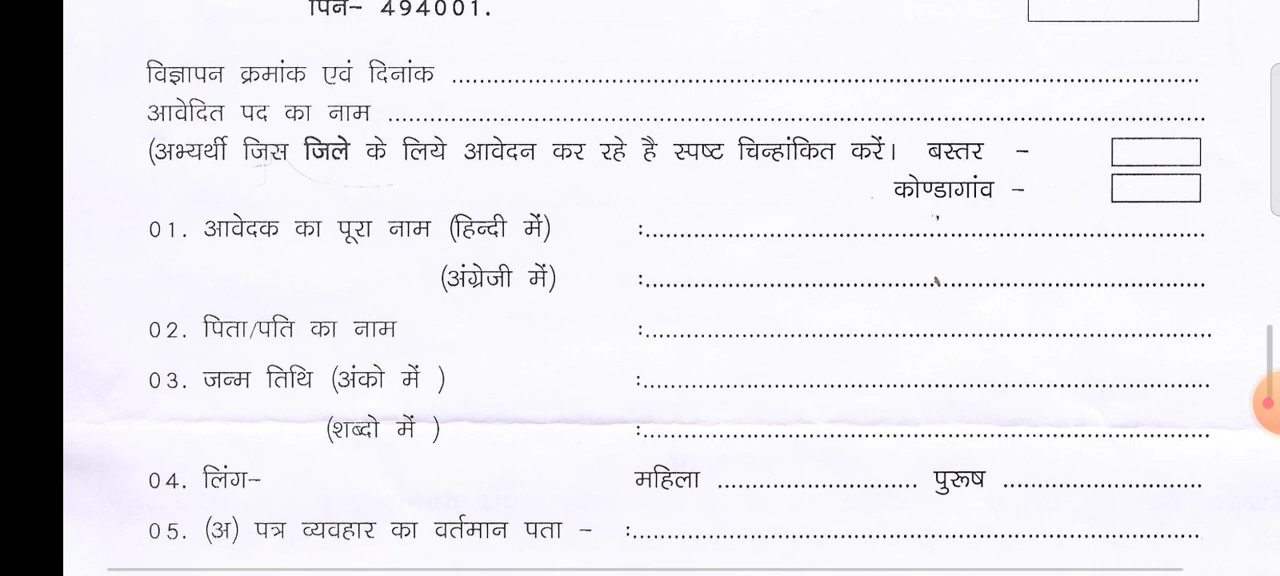 पिन- 494001.
विज्ञापन क्रमांक एवं दिनांक ................................................................
आवेदित पद का नाम ................................................................
(अभ्यर्थी जिस जिले के लिये आवेदन कर रहे है स्पष्ट चिन्हांकित करें। बस्तर -
कोण्डागांव -
01. आवेदक का पूरा नाम (हिन्दी में) :................................................................
(अंग्रेजी में) :................................................................
02. पिता/पति का नाम :................................................................
03. जन्म तिथि (अंको में ) :................................................................
(शब्दो में ) :................................................................
04. लिंग- महिला ............................. पुरूष .............................
05. (अ) पत्र व्यवहार का वर्तमान पता - :................................................................